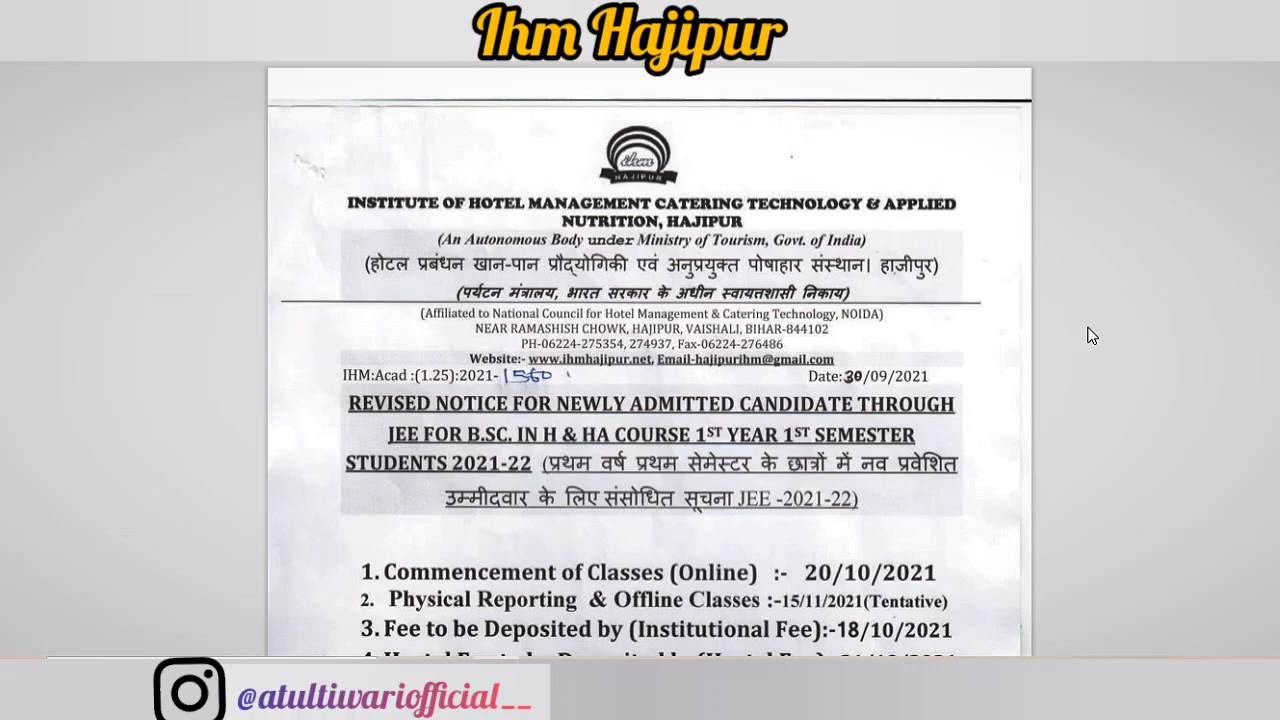 Ihm Hajipur
ihm
HAJIPUR
INSTITUTE OF HOTEL MANAGEMENT CATERING TECHNOLOGY & APPLIED
NUTRITION, HAJIPUR
(An Autonomous Body under Ministry of Tourism, Govt. of India)
(होटल प्रबंधन खान-पान प्रौद्योगिकी एवं अनुप्रयुक्त पोषाहार संस्थान। हाजीपुर)
(पर्यटन मंत्रालय, भारत सरकार के अधीन स्वायत्तशासी निकाय)
(Affiliated to National Council for Hotel Management & Catering Technology, NOIDA)
NEAR RAMASHISH CHOWK, HAJIPUR, VAISHALI, BIHAR-844102
PH-06224-275354, 274937, Fax-06224-276486
Website:- www.ihmhajipur.net, Email-hajipurihm@gmail.com
IHM:Acad :(1.25):2021- 1560 Date:30/09/2021
REVISED NOTICE FOR NEWLY ADMITTED CANDIDATE THROUGH
JEE FOR B.SC. IN H & HA COURSE 1ST YEAR 1ST SEMESTER
STUDENTS 2021-22 (प्रथम वर्ष प्रथम सेमेस्टर के छात्रों में नव प्रवेशित
उम्मीदवार के लिए संसोधित सूचना JEE -2021-22)
1. Commencement of Classes (Online) :- 20/10/2021
2. Physical Reporting & Offline Classes :-15/11/2021(Tentative)
3. Fee to be Deposited by (Institutional Fee):-18/10/2021
@atultiwariofficial__